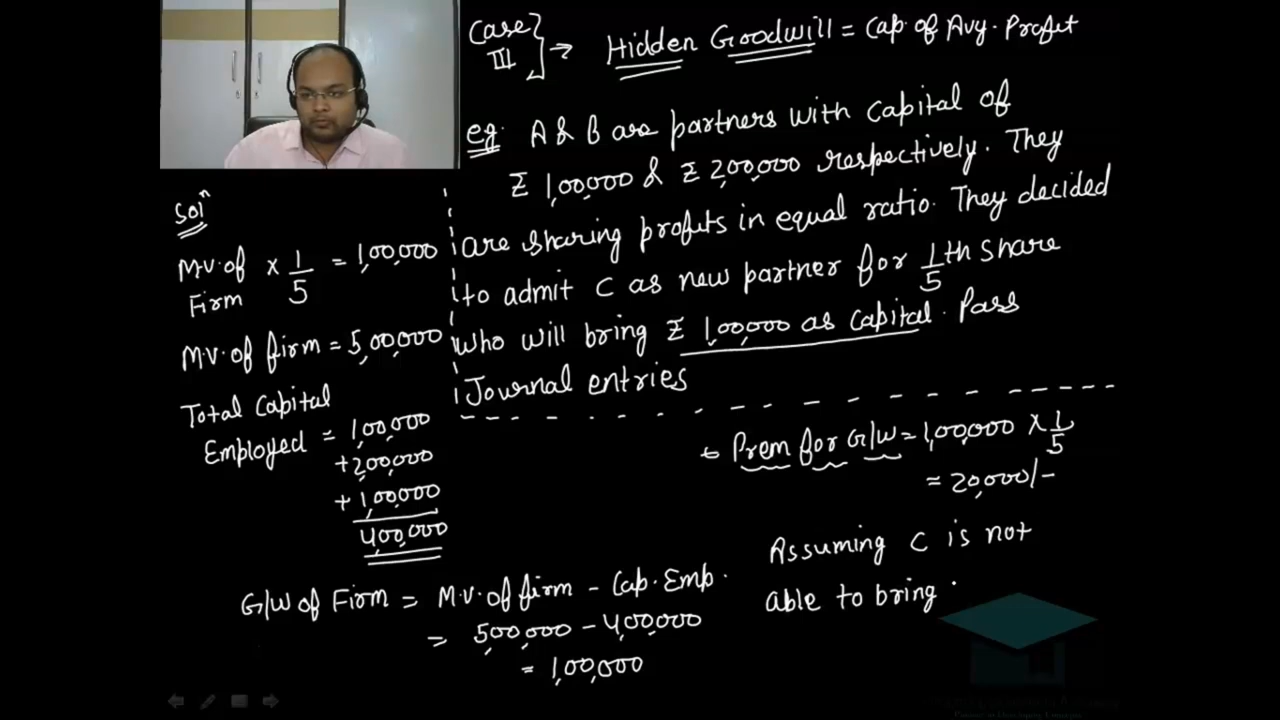 Case III } → Hidden Goodwill = Cap. of Avg. Profit
eg. A & B are partners with capital of
₹ 1,00,000 & ₹ 2,00,000 respectively. They
are sharing profits in equal ratio. They decided
to admit C as new partner for 1/5 th share
who will bring ₹ 1,00,000 as capital. Pass
Journal entries
Solⁿ
M.V. of Firm × 1/5 = 1,00,000
M.V. of firm = 5,00,000
Total Capital
Employed = 1,00,000
+ 2,00,000
+ 1,00,000
4,00,000
G/W of Firm = M.V. of firm - Cap. Emp.
= 5,00,000 - 4,00,000
= 1,00,000
Prem for G/W = 1,00,000 × 1/5
= 20,000/-
Assuming C is not
able to bring